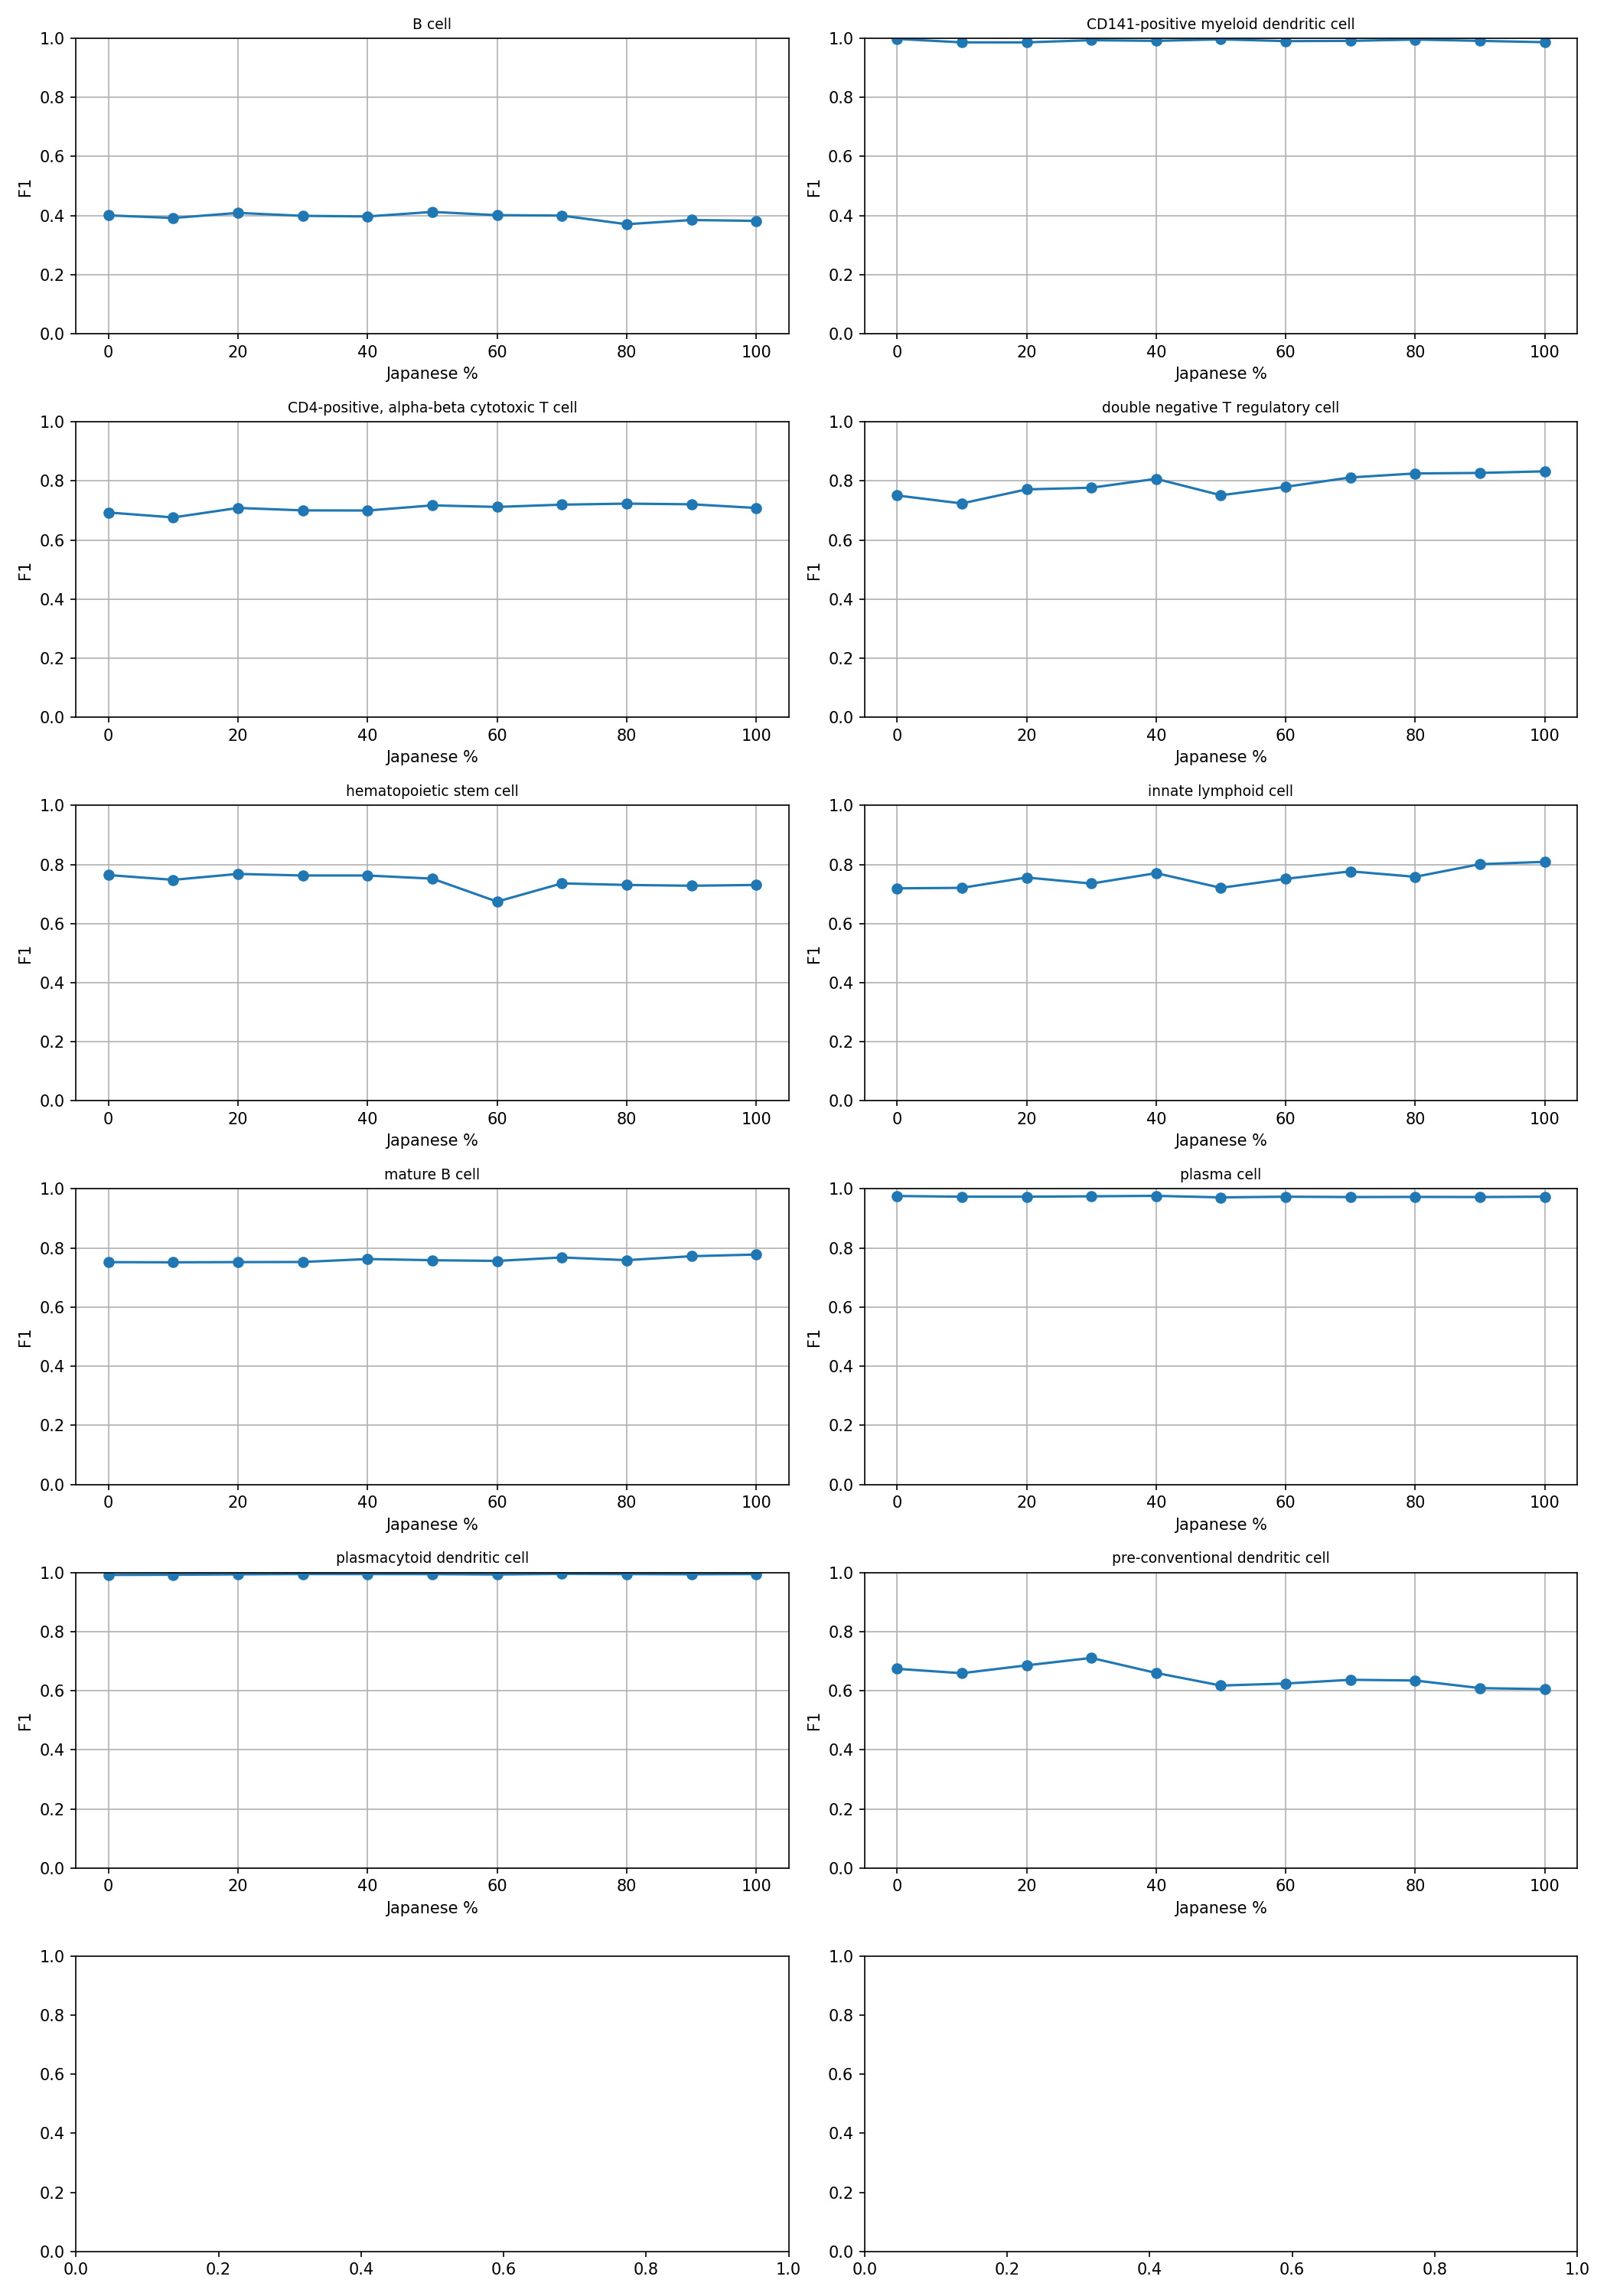 B cell
1.0
0.8
0.6
0.4
0.2
0.0
F1
0 20 40 60 80 100
Japanese %
CD141-positive myeloid dendritic cell
1.0
0.8
0.6
0.4
0.2
0.0
F1
0 20 40 60 80 100
Japanese %
CD4-positive, alpha-beta cytotoxic T cell
1.0
0.8
0.6
0.4
0.2
0.0
F1
0 20 40 60 80 100
Japanese %
double negative T regulatory cell
1.0
0.8
0.6
0.4
0.2
0.0
F1
0 20 40 60 80 100
Japanese %
hematopoietic stem cell
1.0
0.8
0.6
0.4
0.2
0.0
F1
0 20 40 60 80 100
Japanese %
innate lymphoid cell
1.0
0.8
0.6
0.4
0.2
0.0
F1
0 20 40 60 80 100
Japanese %
mature B cell
1.0
0.8
0.6
0.4
0.2
0.0
F1
0 20 40 60 80 100
Japanese %
plasma cell
1.0
0.8
0.6
0.4
0.2
0.0
F1
0 20 40 60 80 100
Japanese %
plasmacytoid dendritic cell
1.0
0.8
0.6
0.4
0.2
0.0
F1
0 20 40 60 80 100
Japanese %
pre-conventional dendritic cell
1.0
0.8
0.6
0.4
0.2
0.0
F1
0 20 40 60 80 100
Japanese %
1.0
0.8
0.6
0.4
0.2
0.0
0.0 0.2 0.4 0.6 0.8 1.0
1.0
0.8
0.6
0.4
0.2
0.0
0.0 0.2 0.4 0.6 0.8 1.0